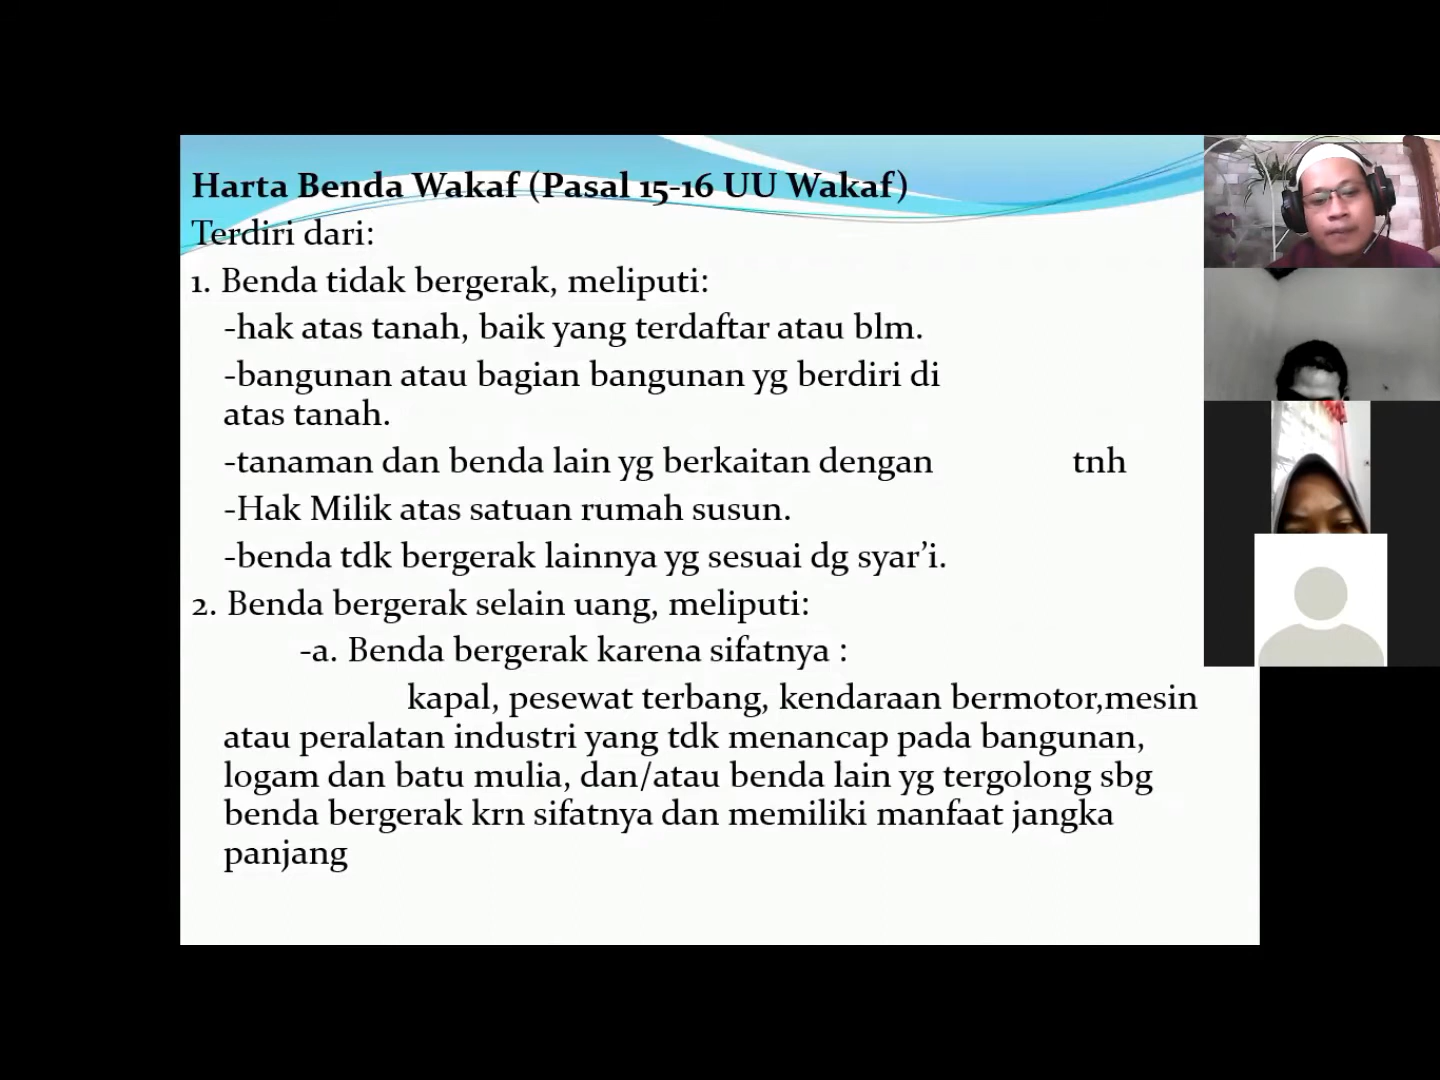 Harta Benda Wakaf (Pasal 15-16 UU Wakaf)
Terdiri dari:
1. Benda tidak bergerak, meliputi:
-hak atas tanah, baik yang terdaftar atau blm.
-bangunan atau bagian bangunan yg berdiri di
atas tanah.
-tanaman dan benda lain yg berkaitan dengan tnh
-Hak Milik atas satuan rumah susun.
-benda tdk bergerak lainnya yg sesuai dg syar’i.
2. Benda bergerak selain uang, meliputi:
-a. Benda bergerak karena sifatnya :
kapal, pesewat terbang, kendaraan bermotor,mesin
atau peralatan industri yang tdk menancap pada bangunan,
logam dan batu mulia, dan/atau benda lain yg tergolong sbg
benda bergerak krn sifatnya dan memiliki manfaat jangka
panjang